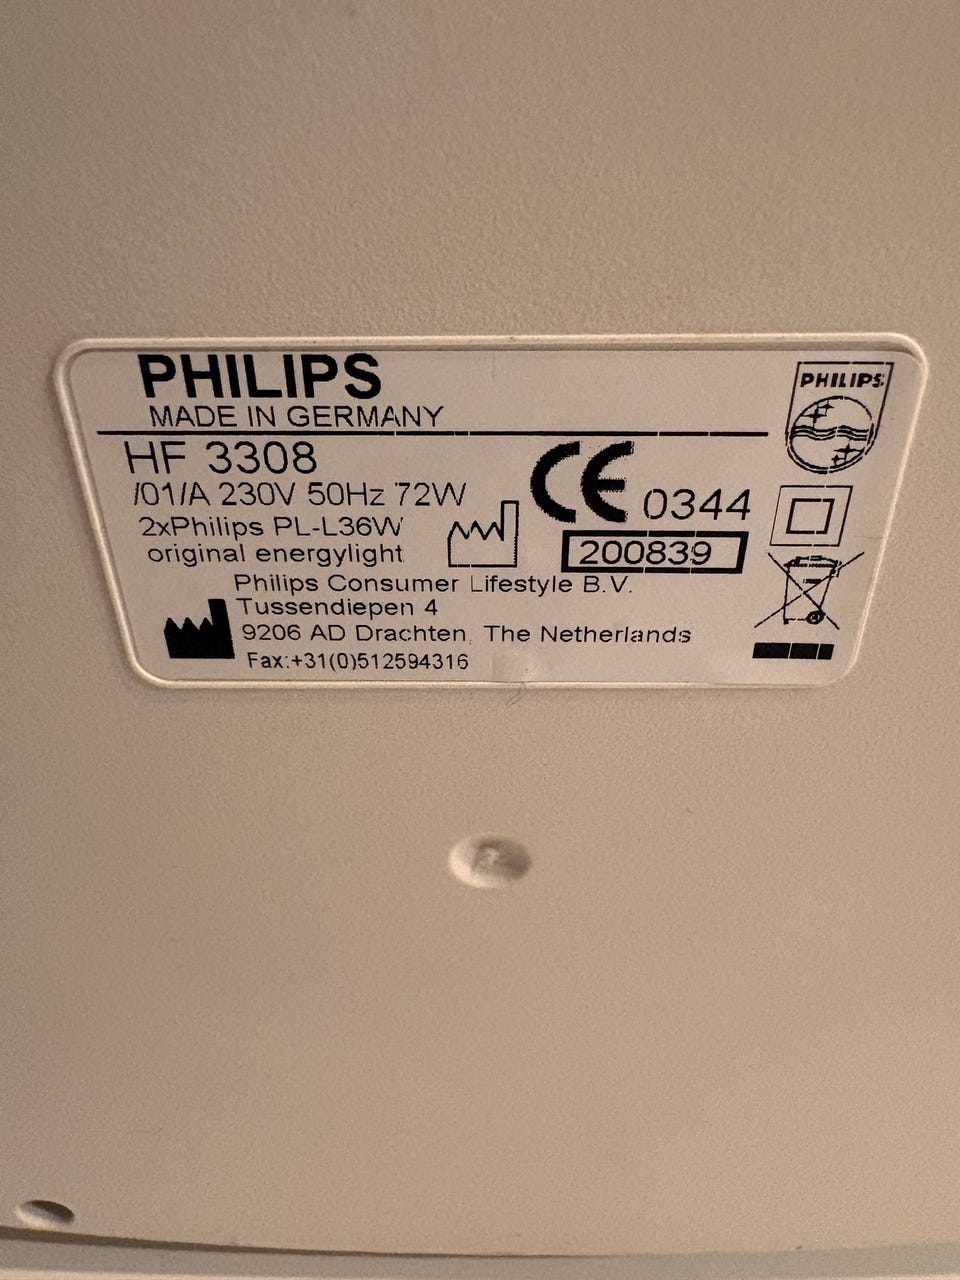 PHILIPS
MADE IN GERMANY
PHILIPS
HF 3308
/01/A 230V 50Hz 72W
CE 0344
2xPhilips PL-L36W
original energylight
200839
Philips Consumer Lifestyle B.V.
Tussendiepen 4
9206 AD Drachten, The Netherlands
Fax:+31(0)512594316